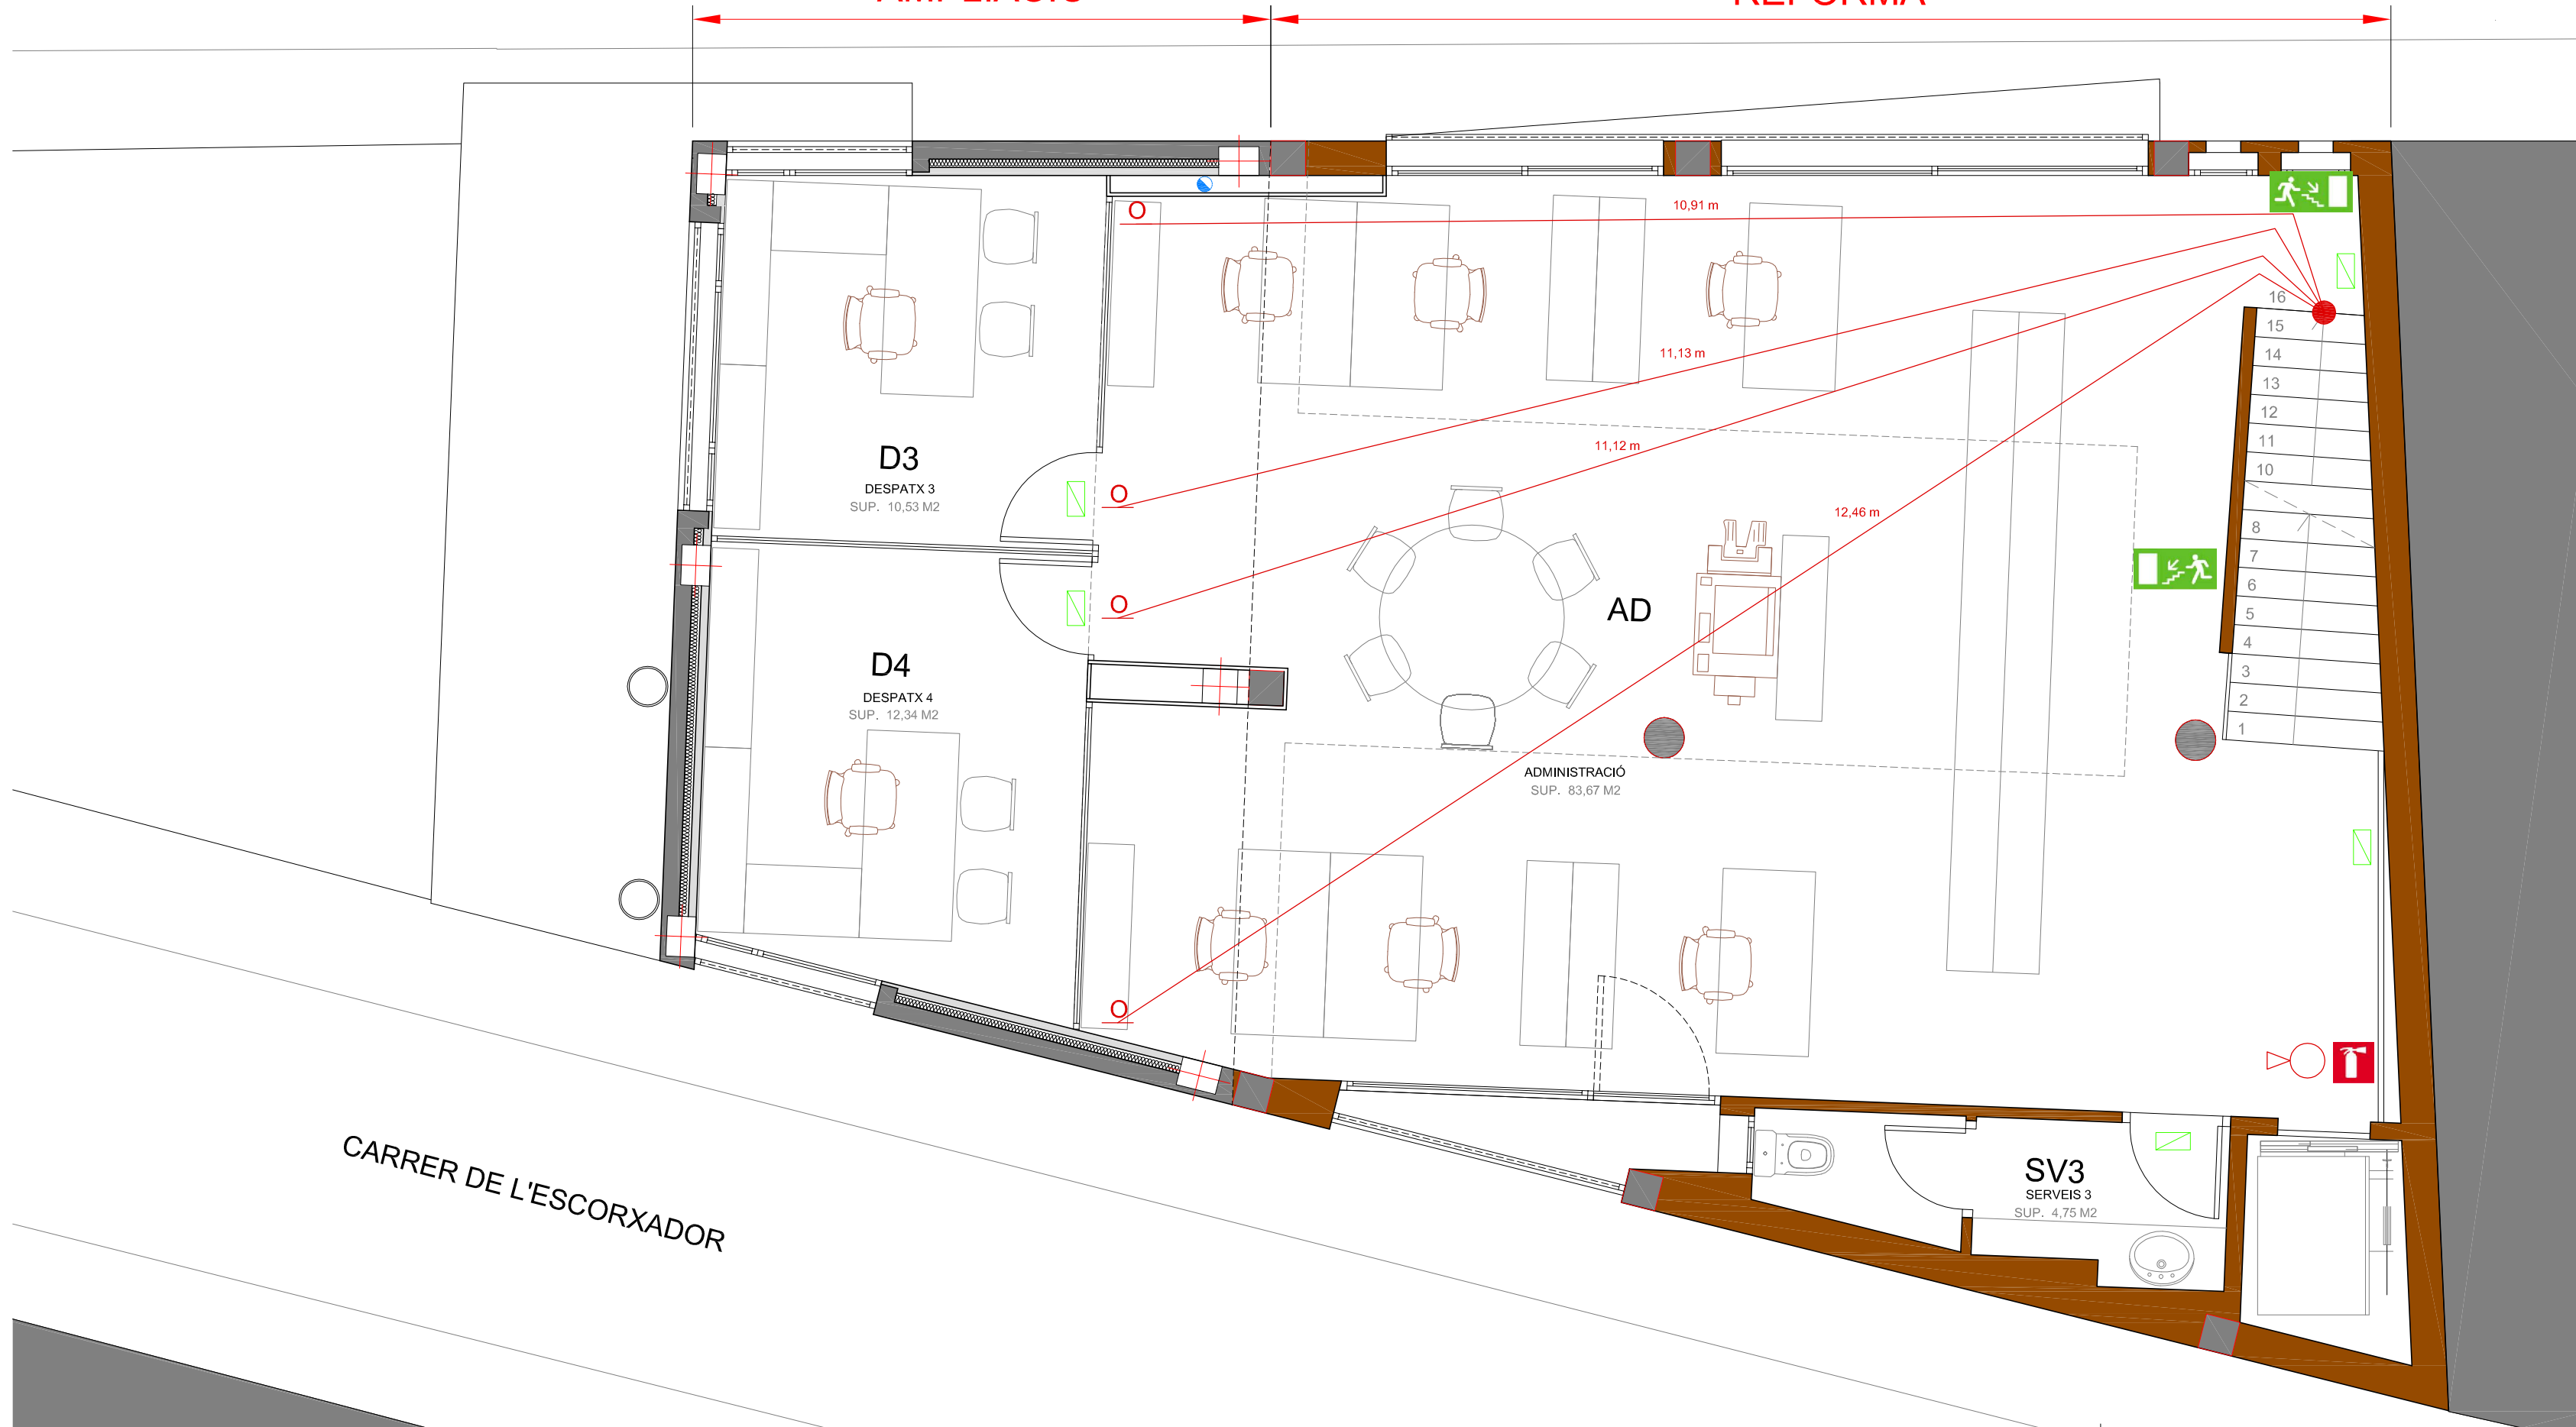 AMPLIACIÓ
REFORMA
O
10,91 m
16
15
14
13
12
11
10
8
7
6
5
4
3
2
1
11,13 m
11,12 m
12,46 m
D3
DESPATX 3
SUP. 10,53 M2
O
O
AD
D4
DESPATX 4
SUP. 12,34 M2
ADMINISTRACIÓ
SUP. 83,67 M2
O
SV3
SERVEIS 3
SUP. 4,75 M2
CARRER DE L'ESCORXADOR